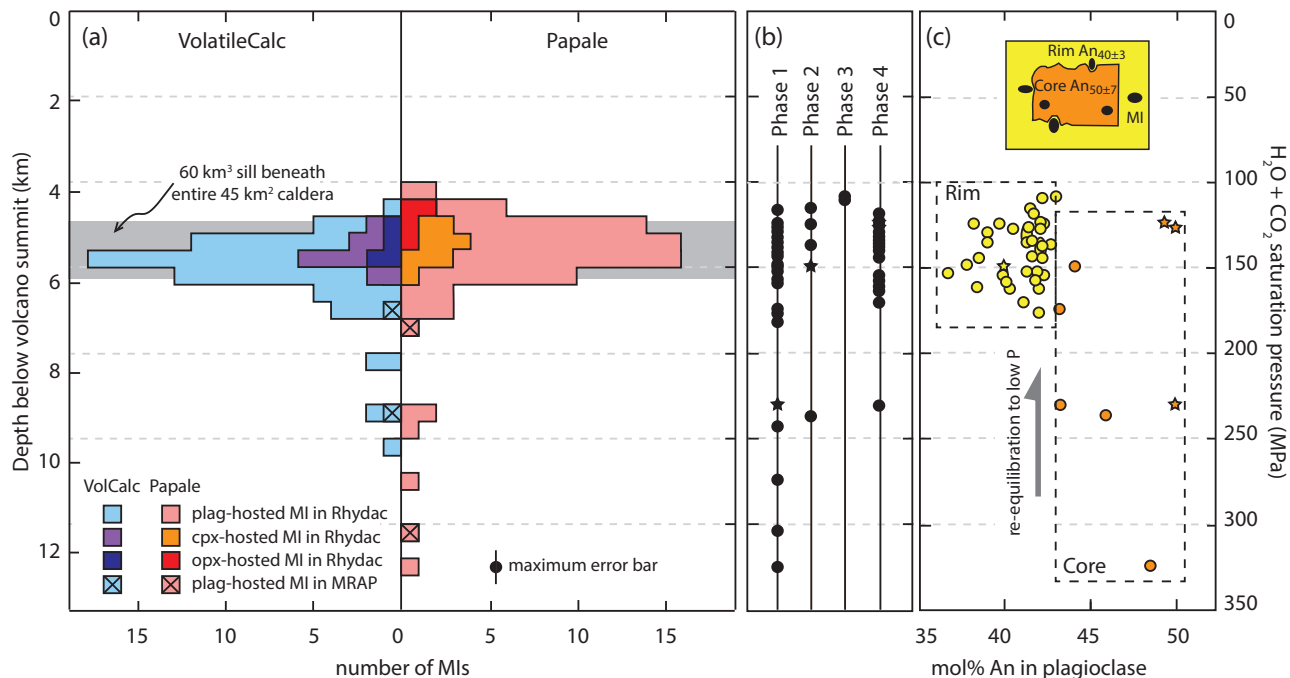 (a)
VolatileCalc
Papale
Depth below volcano summit (km)
0
2
4
6
8
10
12
60 km³ sill beneath
entire 45 km² caldera
VolCalc Papale
plag-hosted MI in Rhydac
cpx-hosted MI in Rhydac
opx-hosted MI in Rhydac
plag-hosted MI in MRAP
maximum error bar
15 10 5 0 5 10 15
number of MIs
(b)
Phase 1
Phase 2
Phase 3
Phase 4
(c)
Rim An₄₀±₃
Core An₅₀±₇
MI
Rim
Core
re-equilibration to low P
35 40 45 50
mol% An in plagioclase
0
50
100
150
200
250
300
350
H₂O + CO₂ saturation pressure (MPa)